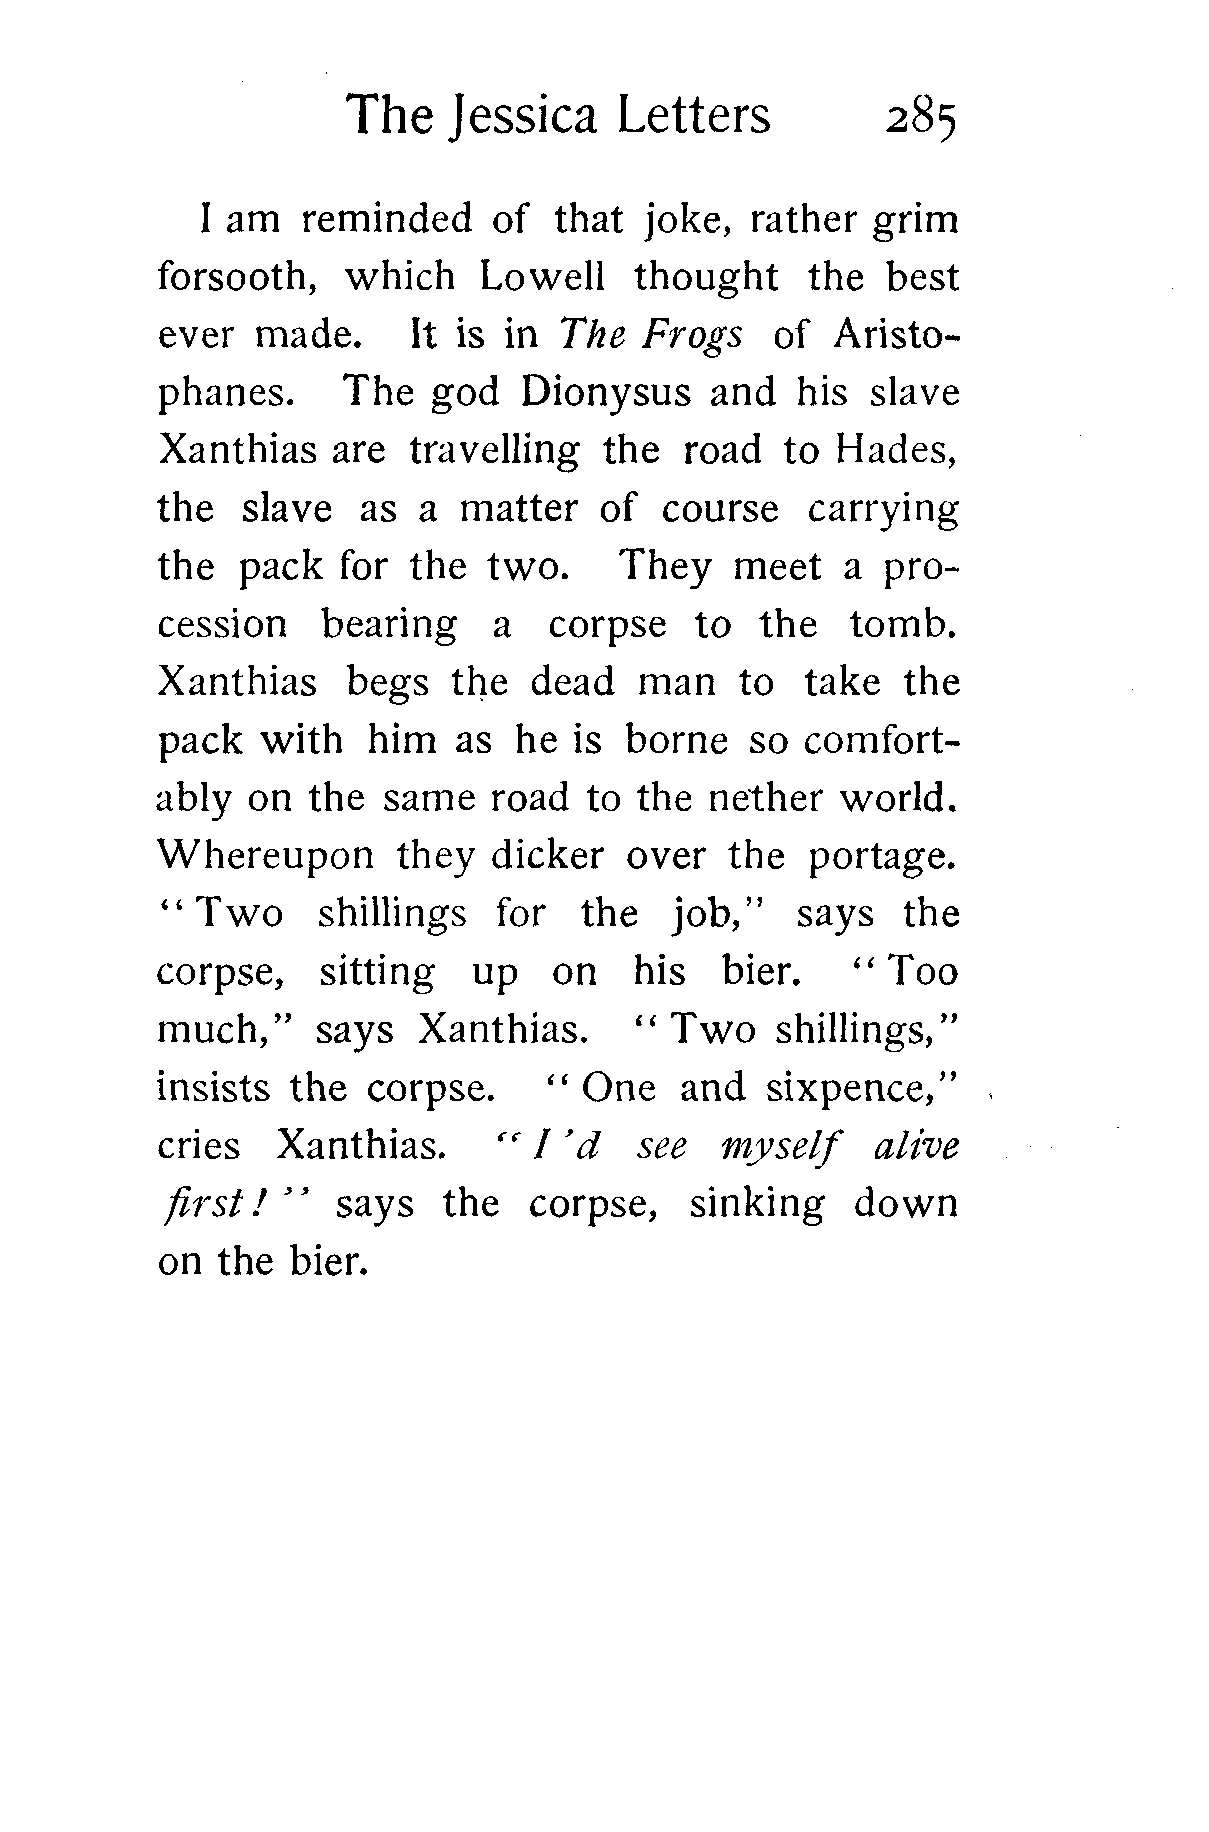 The Jessica Letters 285
I am reminded of that joke, rather grim
forsooth, which Lowell thought the best
ever made. It is in The Frogs of Aristo-
phanes. The god Dionysus and his slave
Xanthias are travelling the road to Hades,
the slave as a matter of course carrying
the pack for the two. They meet a pro-
cession bearing a corpse to the tomb.
Xanthias begs the dead man to take the
pack with him as he is borne so comfort-
ably on the same road to the nether world.
Whereupon they dicker over the portage.
“ Two shillings for the job,” says the
corpse, sitting up on his bier. “ Too
much,” says Xanthias. “ Two shillings,”
insists the corpse. “ One and sixpence,”
cries Xanthias. “ I ’d see myself alive
first ! ” says the corpse, sinking down
on the bier.